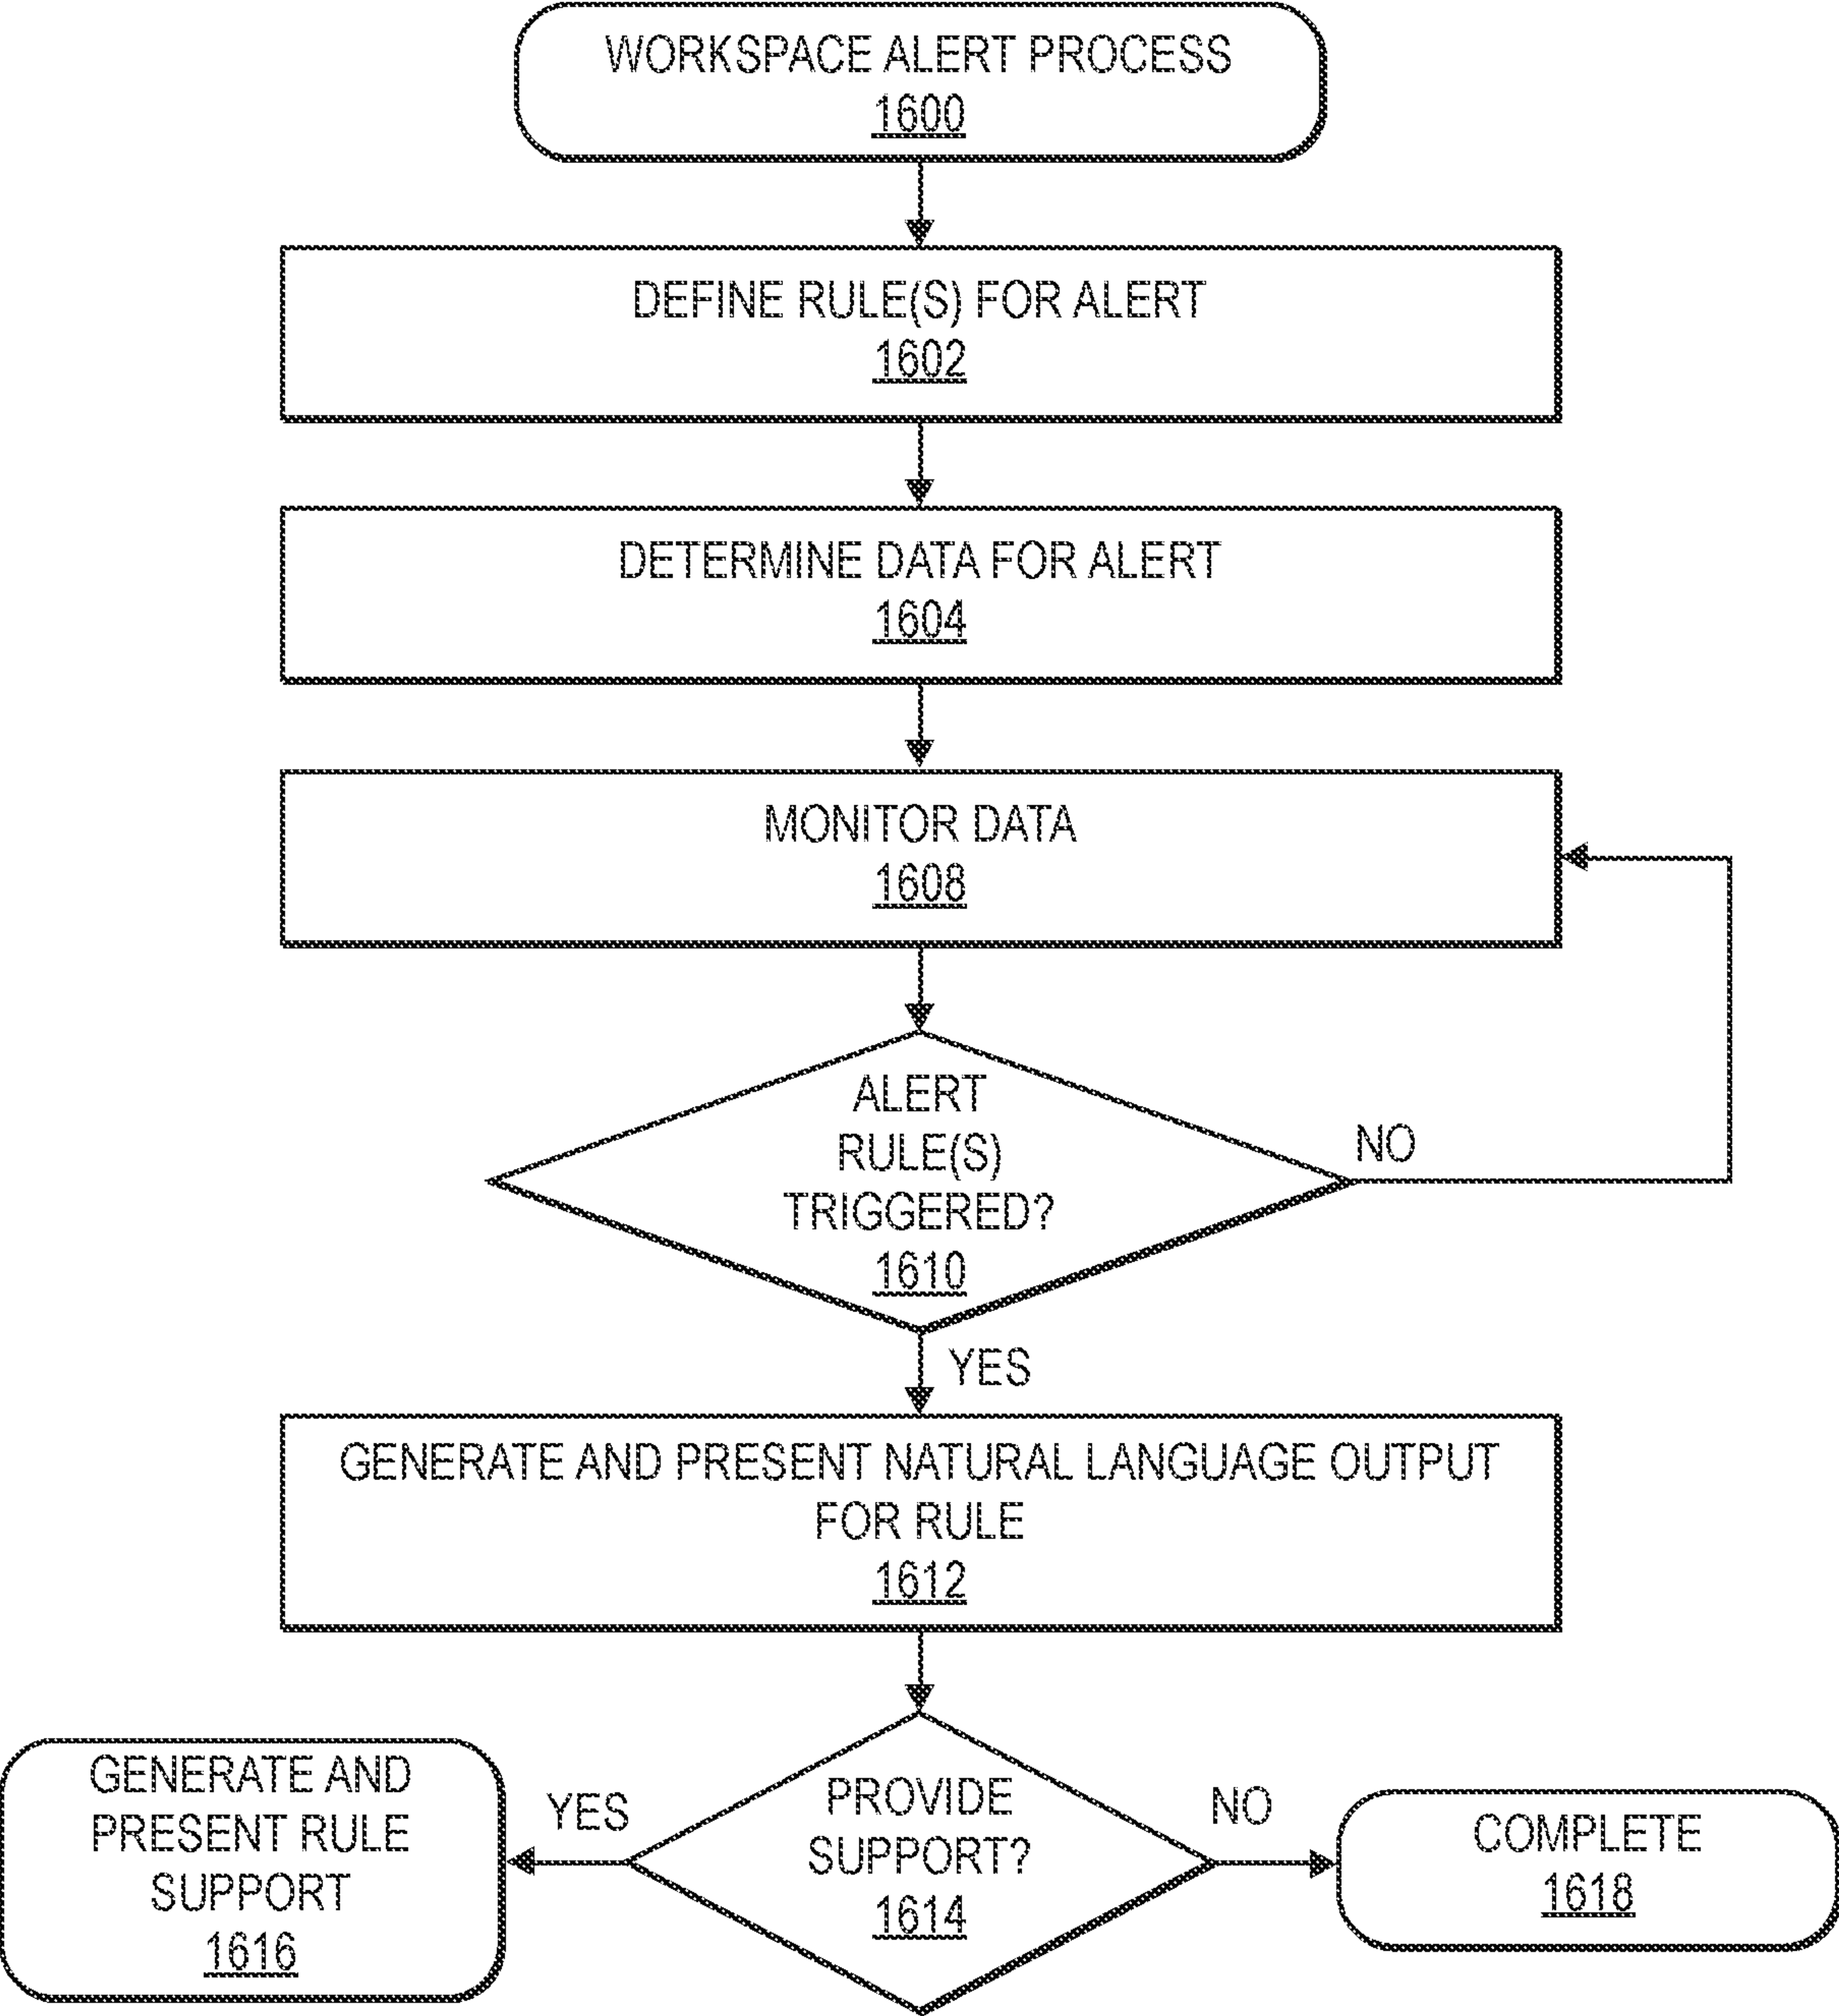 WORKSPACE ALERT PROCESS
1600
DEFINE RULE(S) FOR ALERT
1602
DETERMINE DATA FOR ALERT
1604
MONITOR DATA
1608
ALERT
RULE(S)
TRIGGERED?
1610
NO
YES
GENERATE AND PRESENT NATURAL LANGUAGE OUTPUT
FOR RULE
1612
GENERATE AND
PRESENT RULE
SUPPORT
1616
YES
PROVIDE
SUPPORT?
1614
NO
COMPLETE
1618